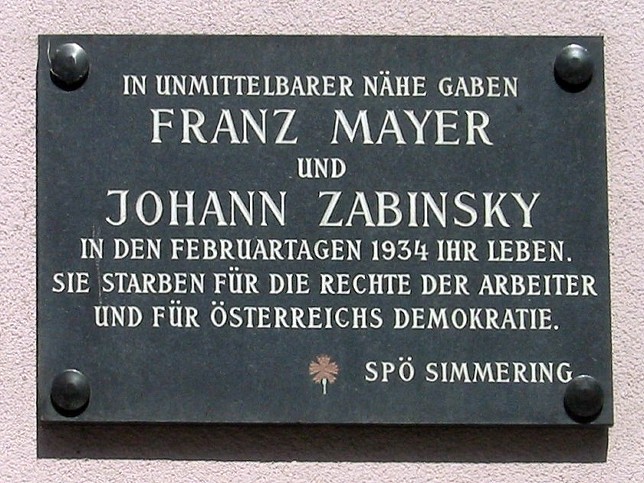 IN UNMITTELBARER NÄHE GABEN
FRANZ MAYER
UND
JOHANN ZABINSKY
IN DEN FEBRUARTAGEN 1934 IHR LEBEN.
SIE STARBEN FÜR DIE RECHTE DER ARBEITER
UND FÜR ÖSTERREICHS DEMOKRATIE.
SPÖ SIMMERING